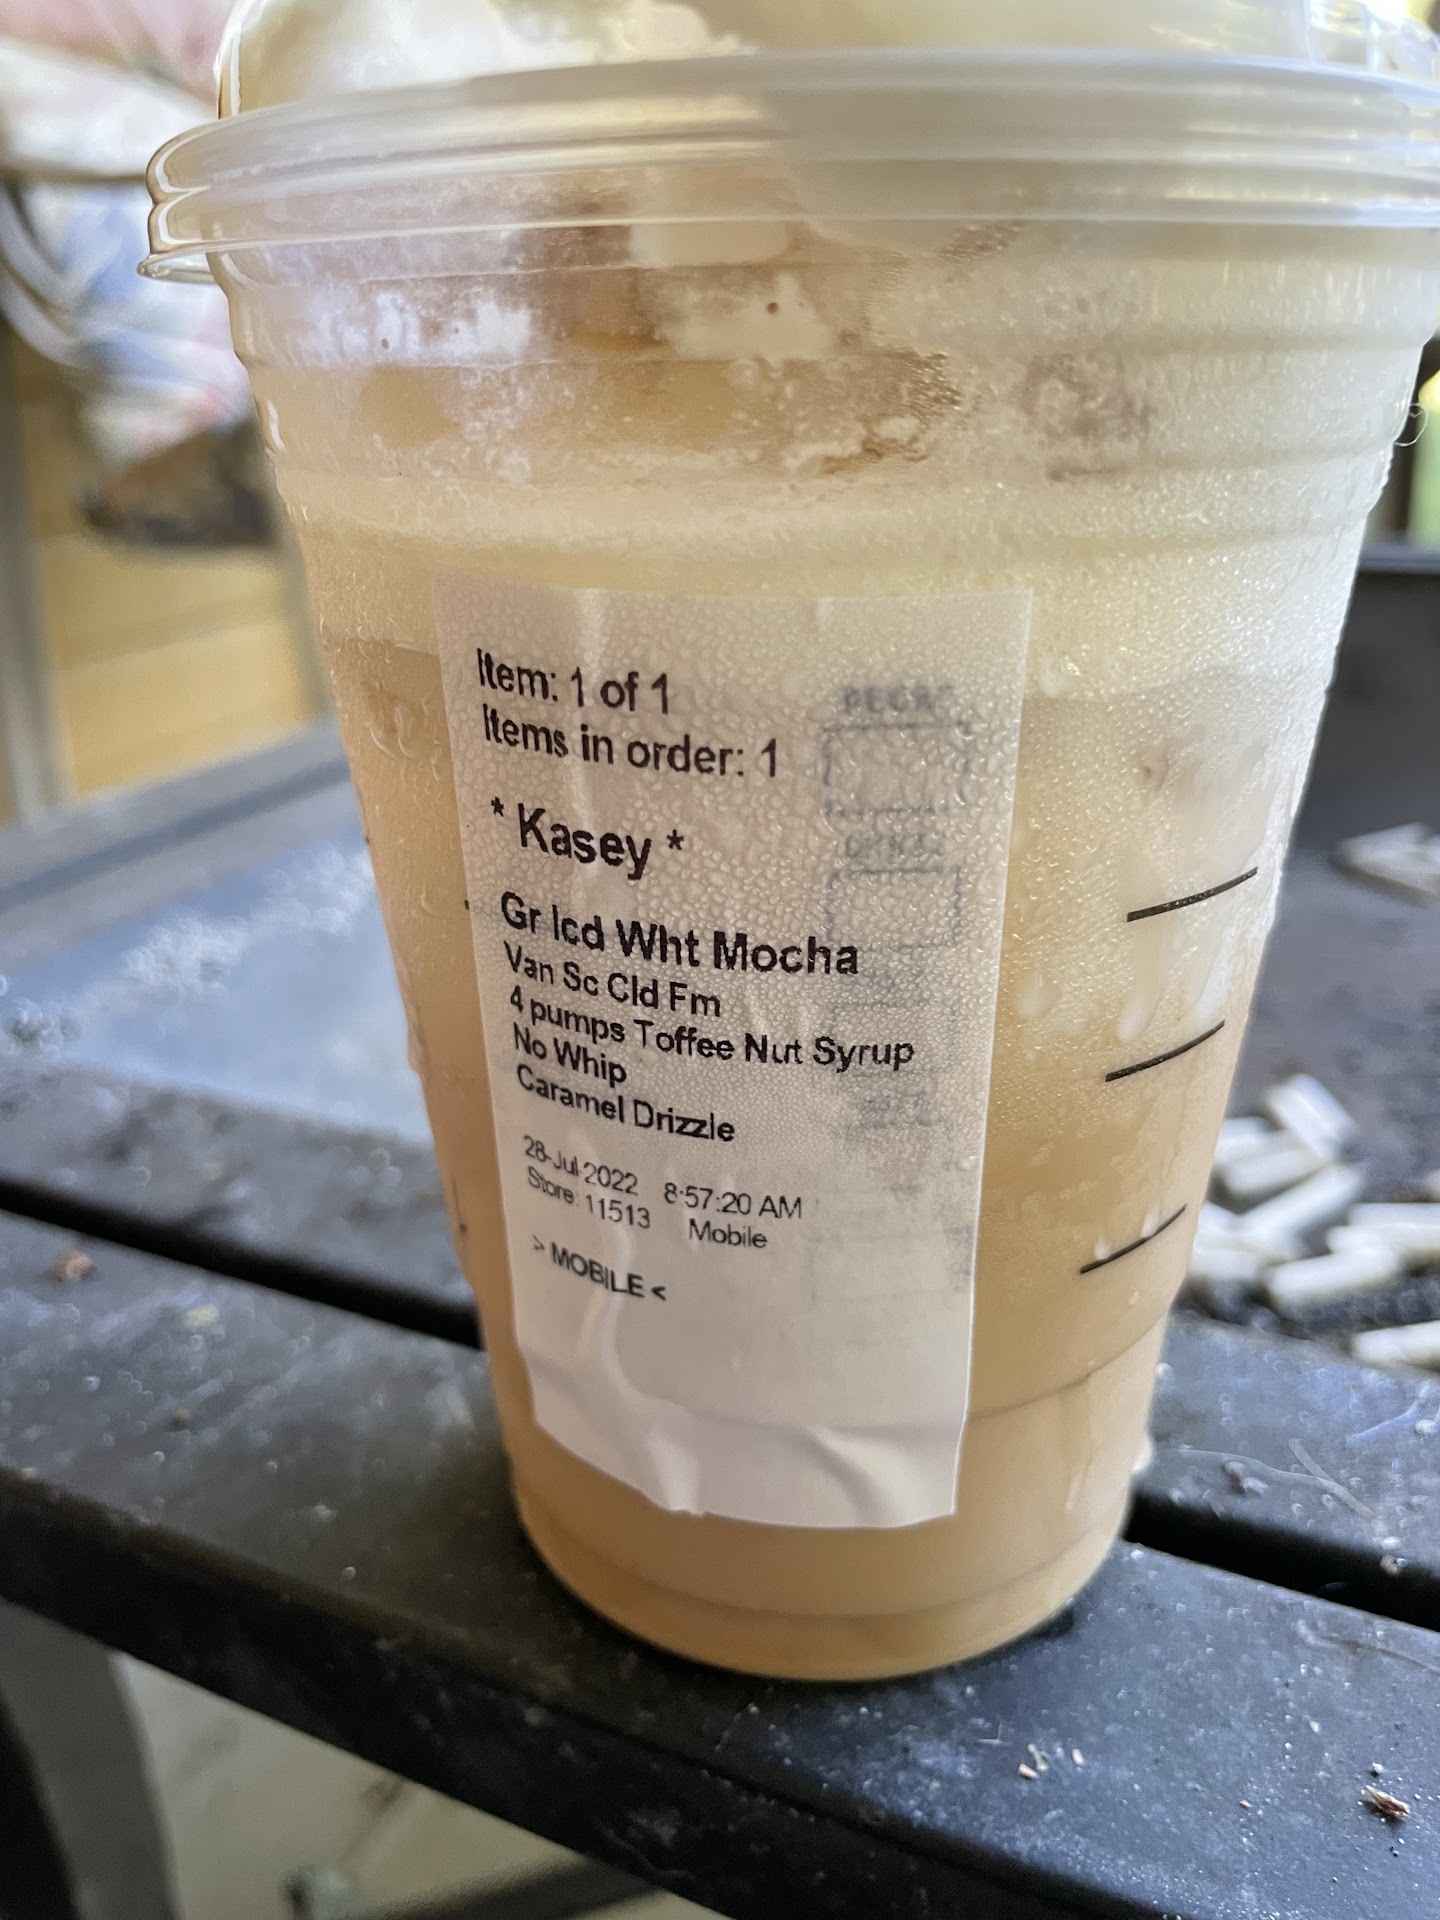 Item: 1 of 1
Items in order: 1
* Kasey *
Gr Icd Wht Mocha
Van Sc Cld Fm
4 pumps Toffee Nut Syrup
No Whip
Caramel Drizzle
28-Jul-2022 8:57:20 AM
Store: 11513 Mobile
> MOBILE <